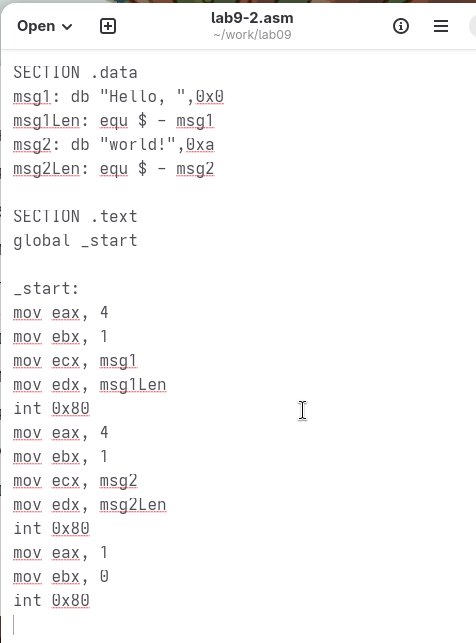 Open
lab9-2.asm
~/work/lab09
SECTION .data
msg1: db "Hello, ",0x0
msg1Len: equ $ - msg1
msg2: db "world!",0xa
msg2Len: equ $ - msg2
SECTION .text
global _start
_start:
mov eax, 4
mov ebx, 1
mov ecx, msg1
mov edx, msg1Len
int 0x80
mov eax, 4
mov ebx, 1
mov ecx, msg2
mov edx, msg2Len
int 0x80
mov eax, 1
mov ebx, 0
int 0x80